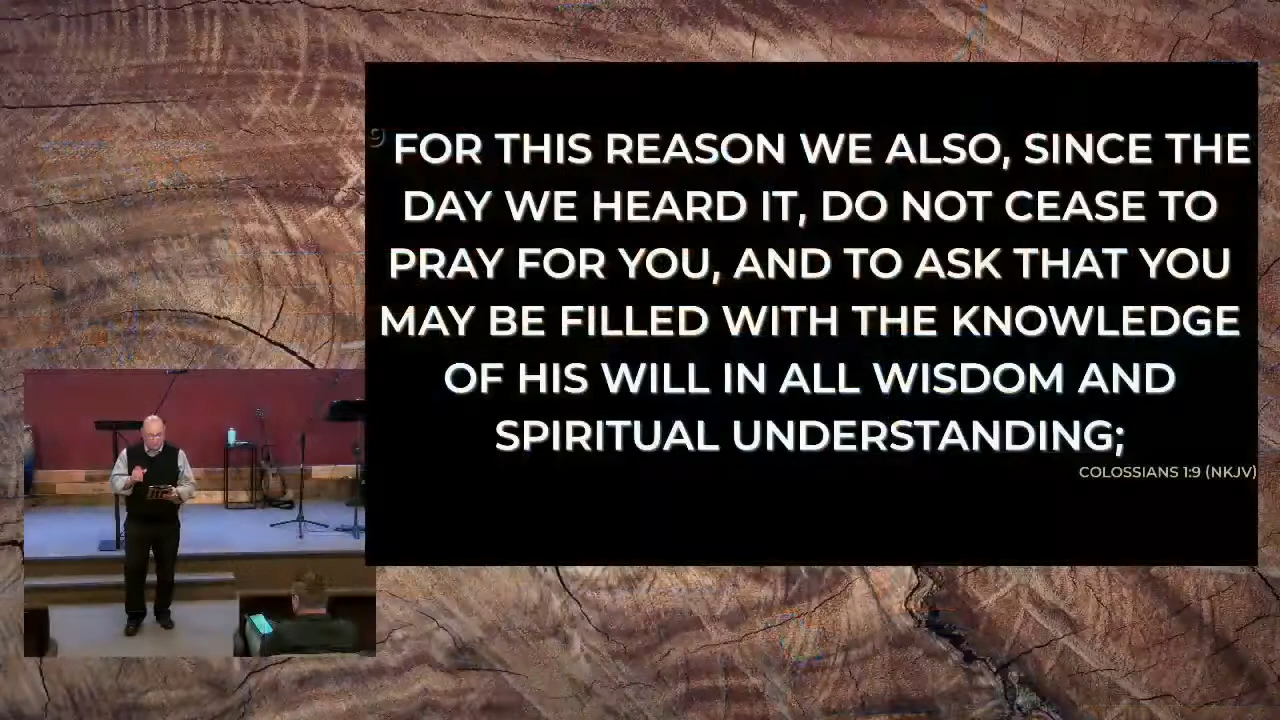 9 FOR THIS REASON WE ALSO, SINCE THE
DAY WE HEARD IT, DO NOT CEASE TO
PRAY FOR YOU, AND TO ASK THAT YOU
MAY BE FILLED WITH THE KNOWLEDGE
OF HIS WILL IN ALL WISDOM AND
SPIRITUAL UNDERSTANDING;
COLOSSIANS 1:9 (NKJV)